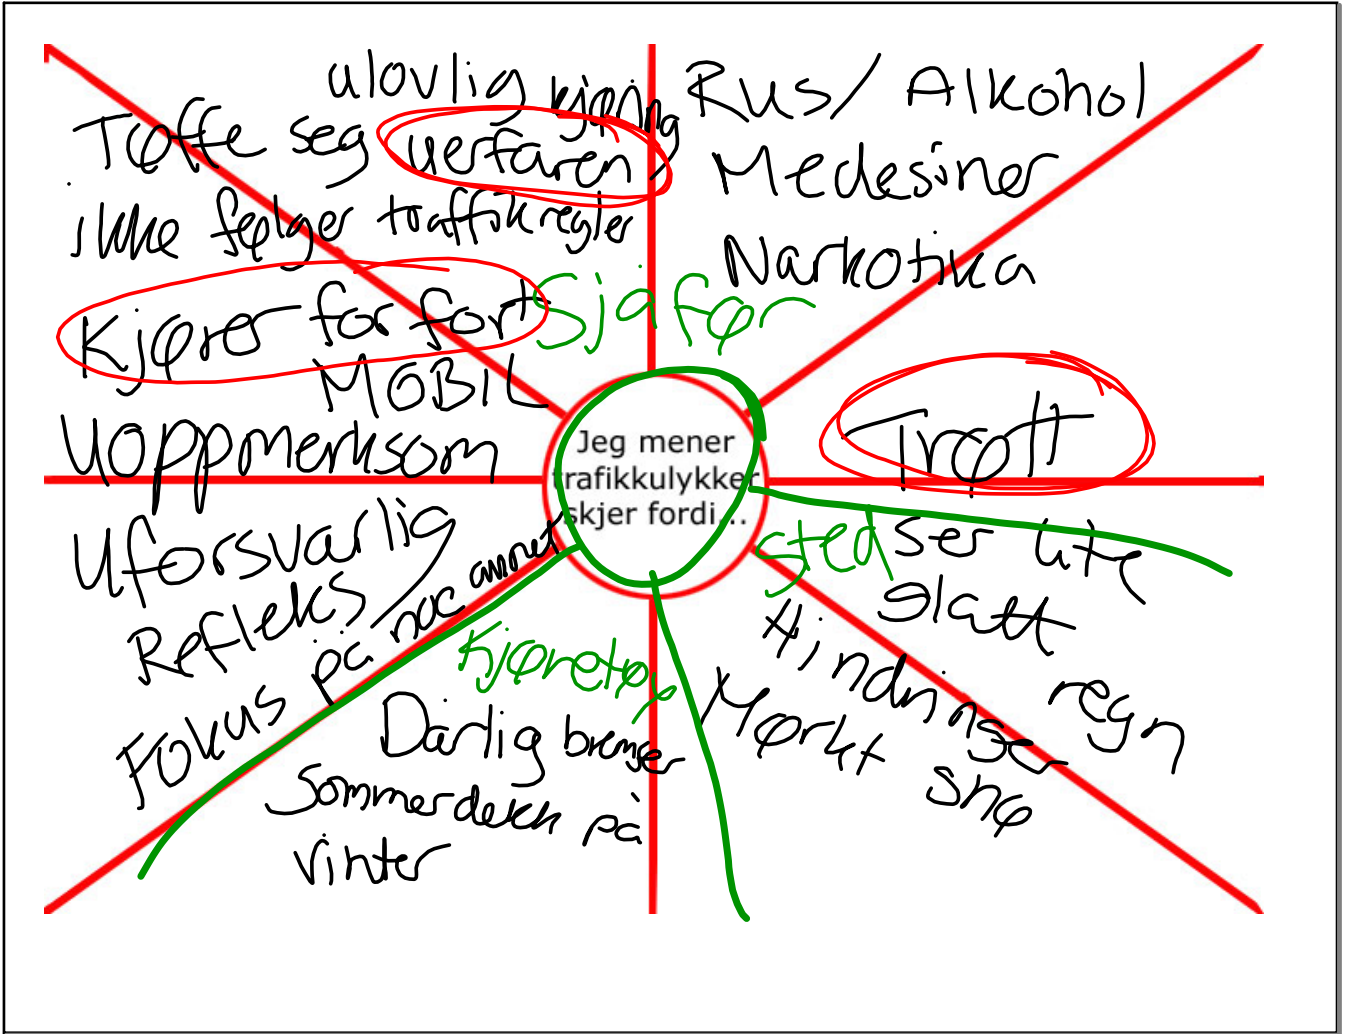 ulovlig kjøring
Tøffe seg uerfaren
ikke følger traffikregler
Kjører for fort
MOBIL
Uoppmerksom
Uforsvarlig
Refleks
Fokus på noe annet
Rus/ Alkohol
Medesiner
Narkotika
Sjåfør
Trøtt
Jeg mener
trafikkulykker
skjer fordi...
sted
ser lite
glatt
Hindringer
regn
Mørkt
snø
Kjøretøy
Dårlig bremser
Sommerdekk på
vinter